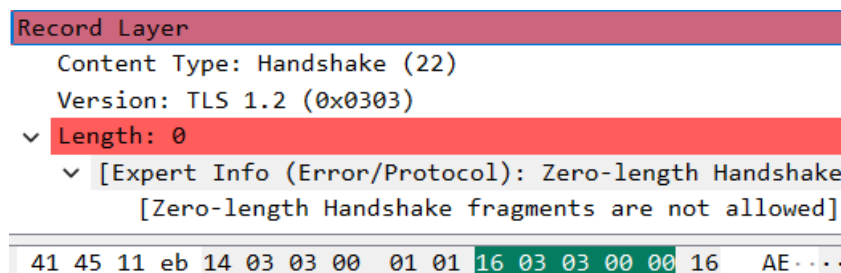 Record Layer
Content Type: Handshake (22)
Version: TLS 1.2 (0x0303)
Length: 0
[Expert Info (Error/Protocol): Zero-length Handshake
[Zero-length Handshake fragments are not allowed]
41 45 11 eb 14 03 03 00 01 01 16 03 03 00 00 16 AE····